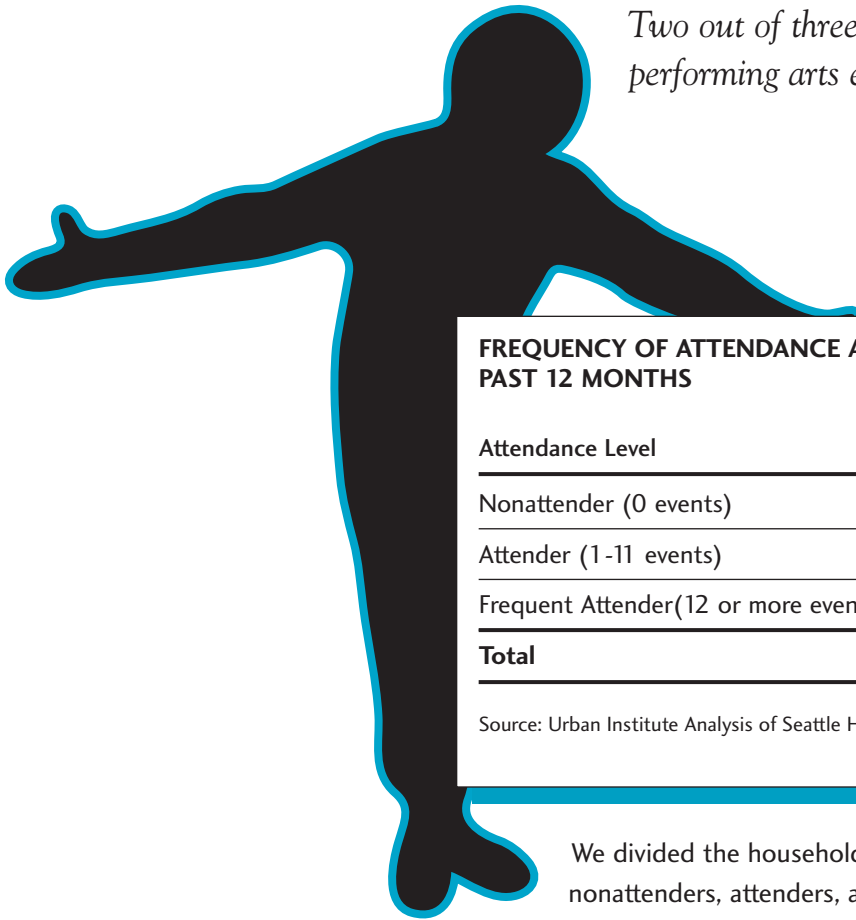 Two out of three
performing arts
FREQUENCY OF ATTENDANCE
PAST 12 MONTHS
Attendance Level
Nonattender (0 events)
Attender (1-11 events)
Frequent Attender(12 or more
Total
Source: Urban Institute Analysis of Seattle
We divided the
nonattenders, attenders,